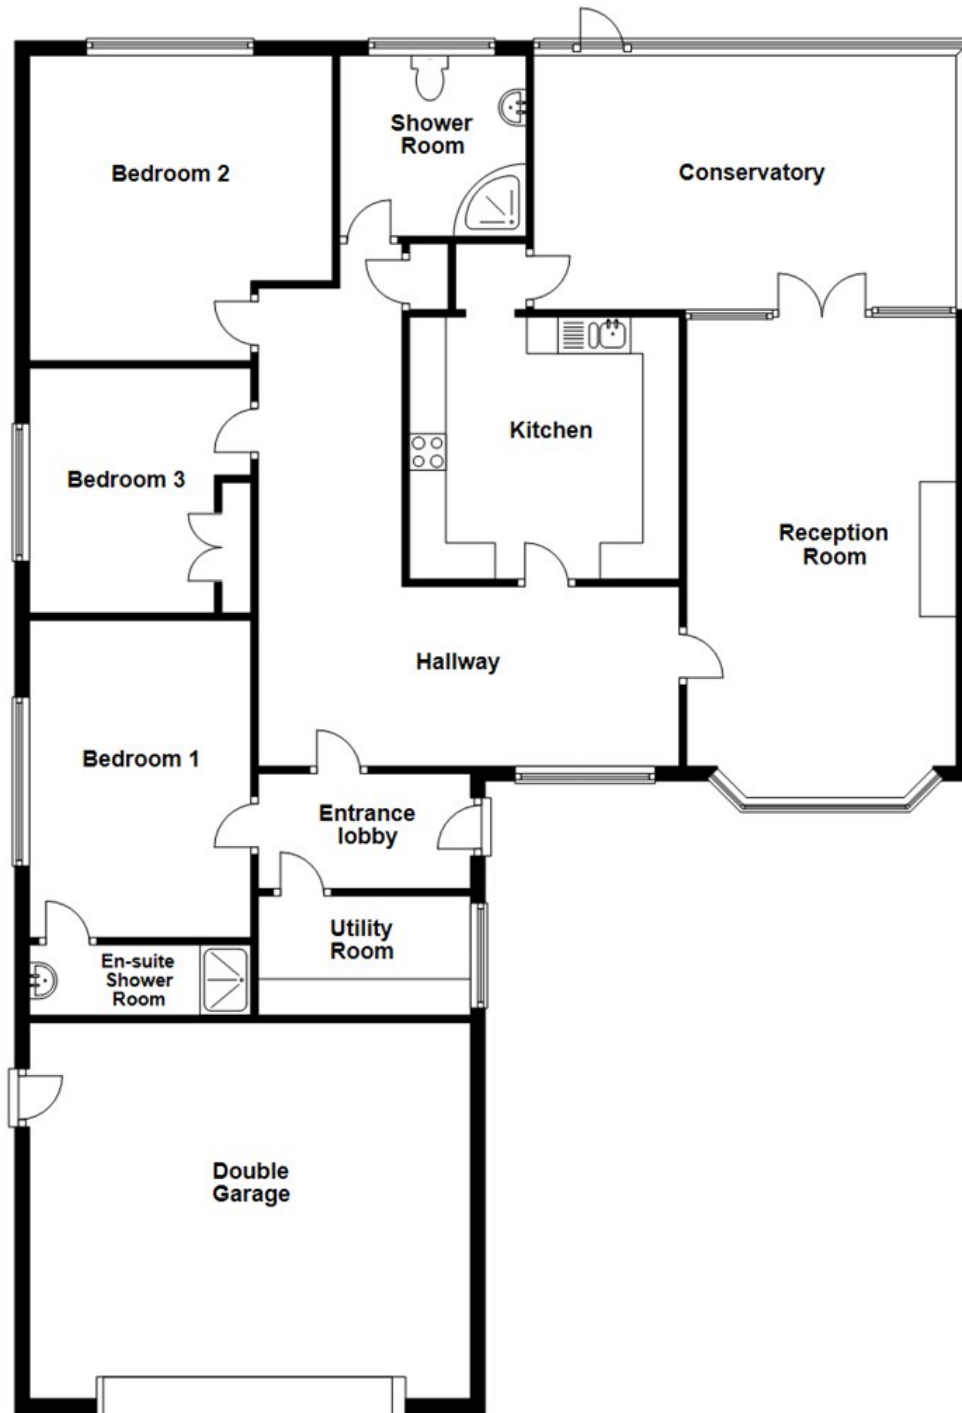 Bedroom 2
Shower
Room
Conservatory
Kitchen
Bedroom 3
Reception
Room
Hallway
Bedroom 1
Entrance
lobby
Utility
Room
En-suite
Shower
Room
Double
Garage